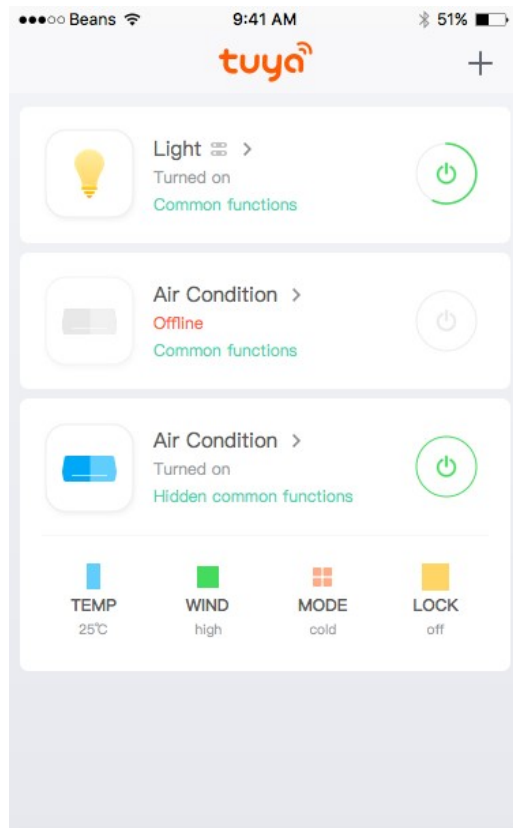 Beans 9:41 AM 51%
tuya
Light
Turned on
Common functions
Air Condition
Offline
Common functions
Air Condition
Turned on
Hidden common functions
TEMP WIND MODE LOCK
25℃ high cold off